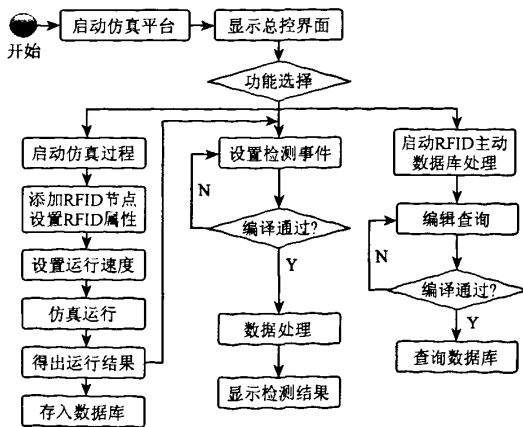 启动仿真平台
显示总控界面
开始
功能选择
启动仿真过程
添加RFID节点
设置RFID属性
设置运行速度
仿真运行
得出运行结果
存入数据库
设置检测事件
N
编译通过?
Y
数据处理
显示检测结果
启动RFID主动
数据库处理
编辑查询
N
编译通过?
Y
查询数据库